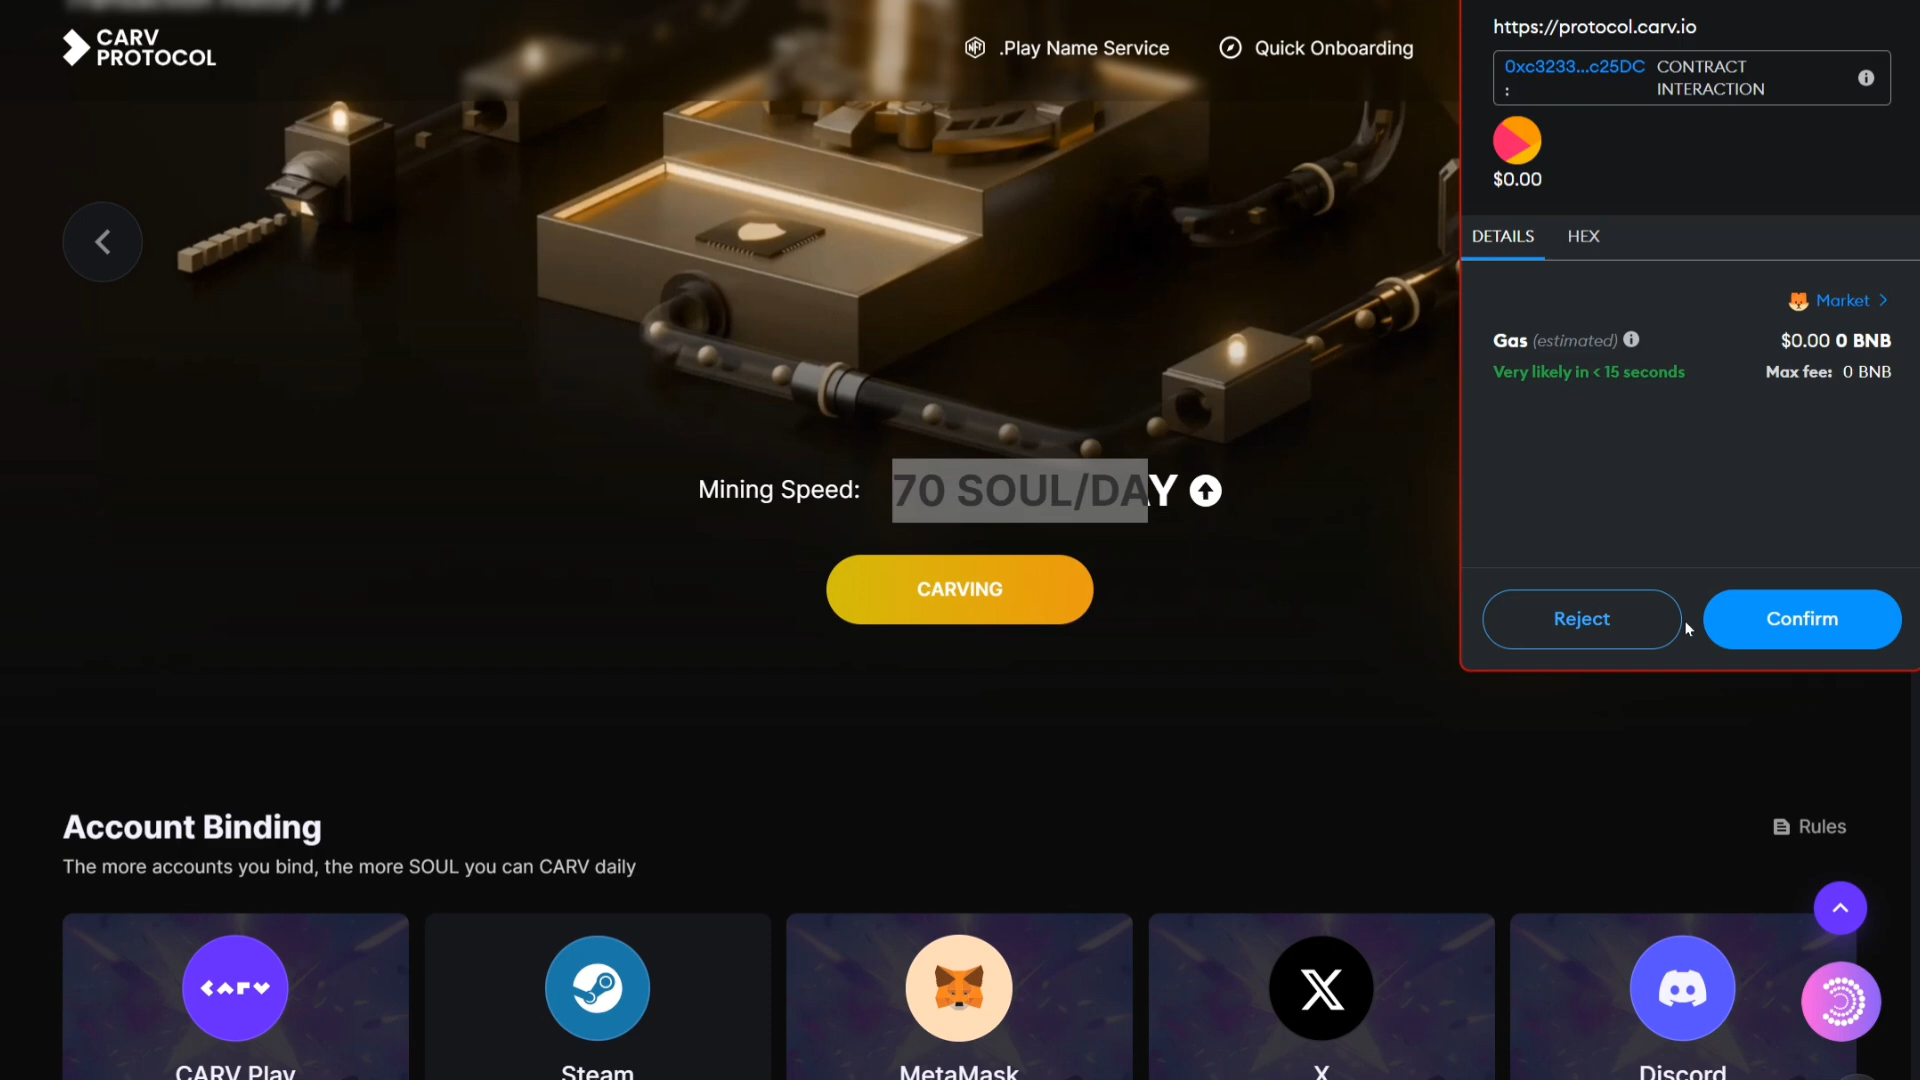 CARV
PROTOCOL
.Play Name Service
Quick Onboarding
https://protocol.carv.io
0xc3233...c25DC
:
CONTRACT
INTERACTION
$0.00
DETAILS
HEX
Market
Gas (estimated)
$0.00 0 BNB
Very likely in < 15 seconds
Max fee: 0 BNB
Mining Speed: 70 SOUL/DAY
CARVING
Reject
Confirm
Account Binding
Rules
The more accounts you bind, the more SOUL you can CARV daily
CARV
NFT
CARV Play
Steam
MetaMask
X
Discord